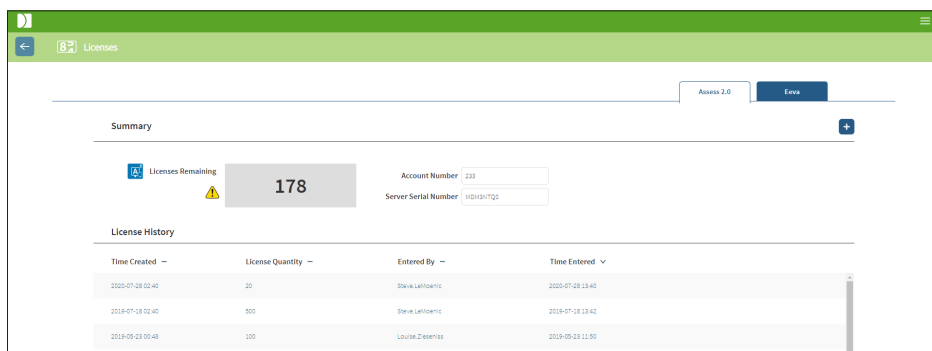 Licenses
Assess 2.0 Eeva
Summary
Licenses Remaining
178
Account Number 233
Server Serial Number MDM3NTQ0
License History
Time Created License Quantity Entered By Time Entered
2020-07-28 02:40 20 Steve.LeMoenic 2020-07-28 13:40
2019-07-18 02:40 500 Steve.LeMoenic 2019-07-18 13:42
2019-05-23 00:48 100 Louise.Zieseniss 2019-05-23 11:50